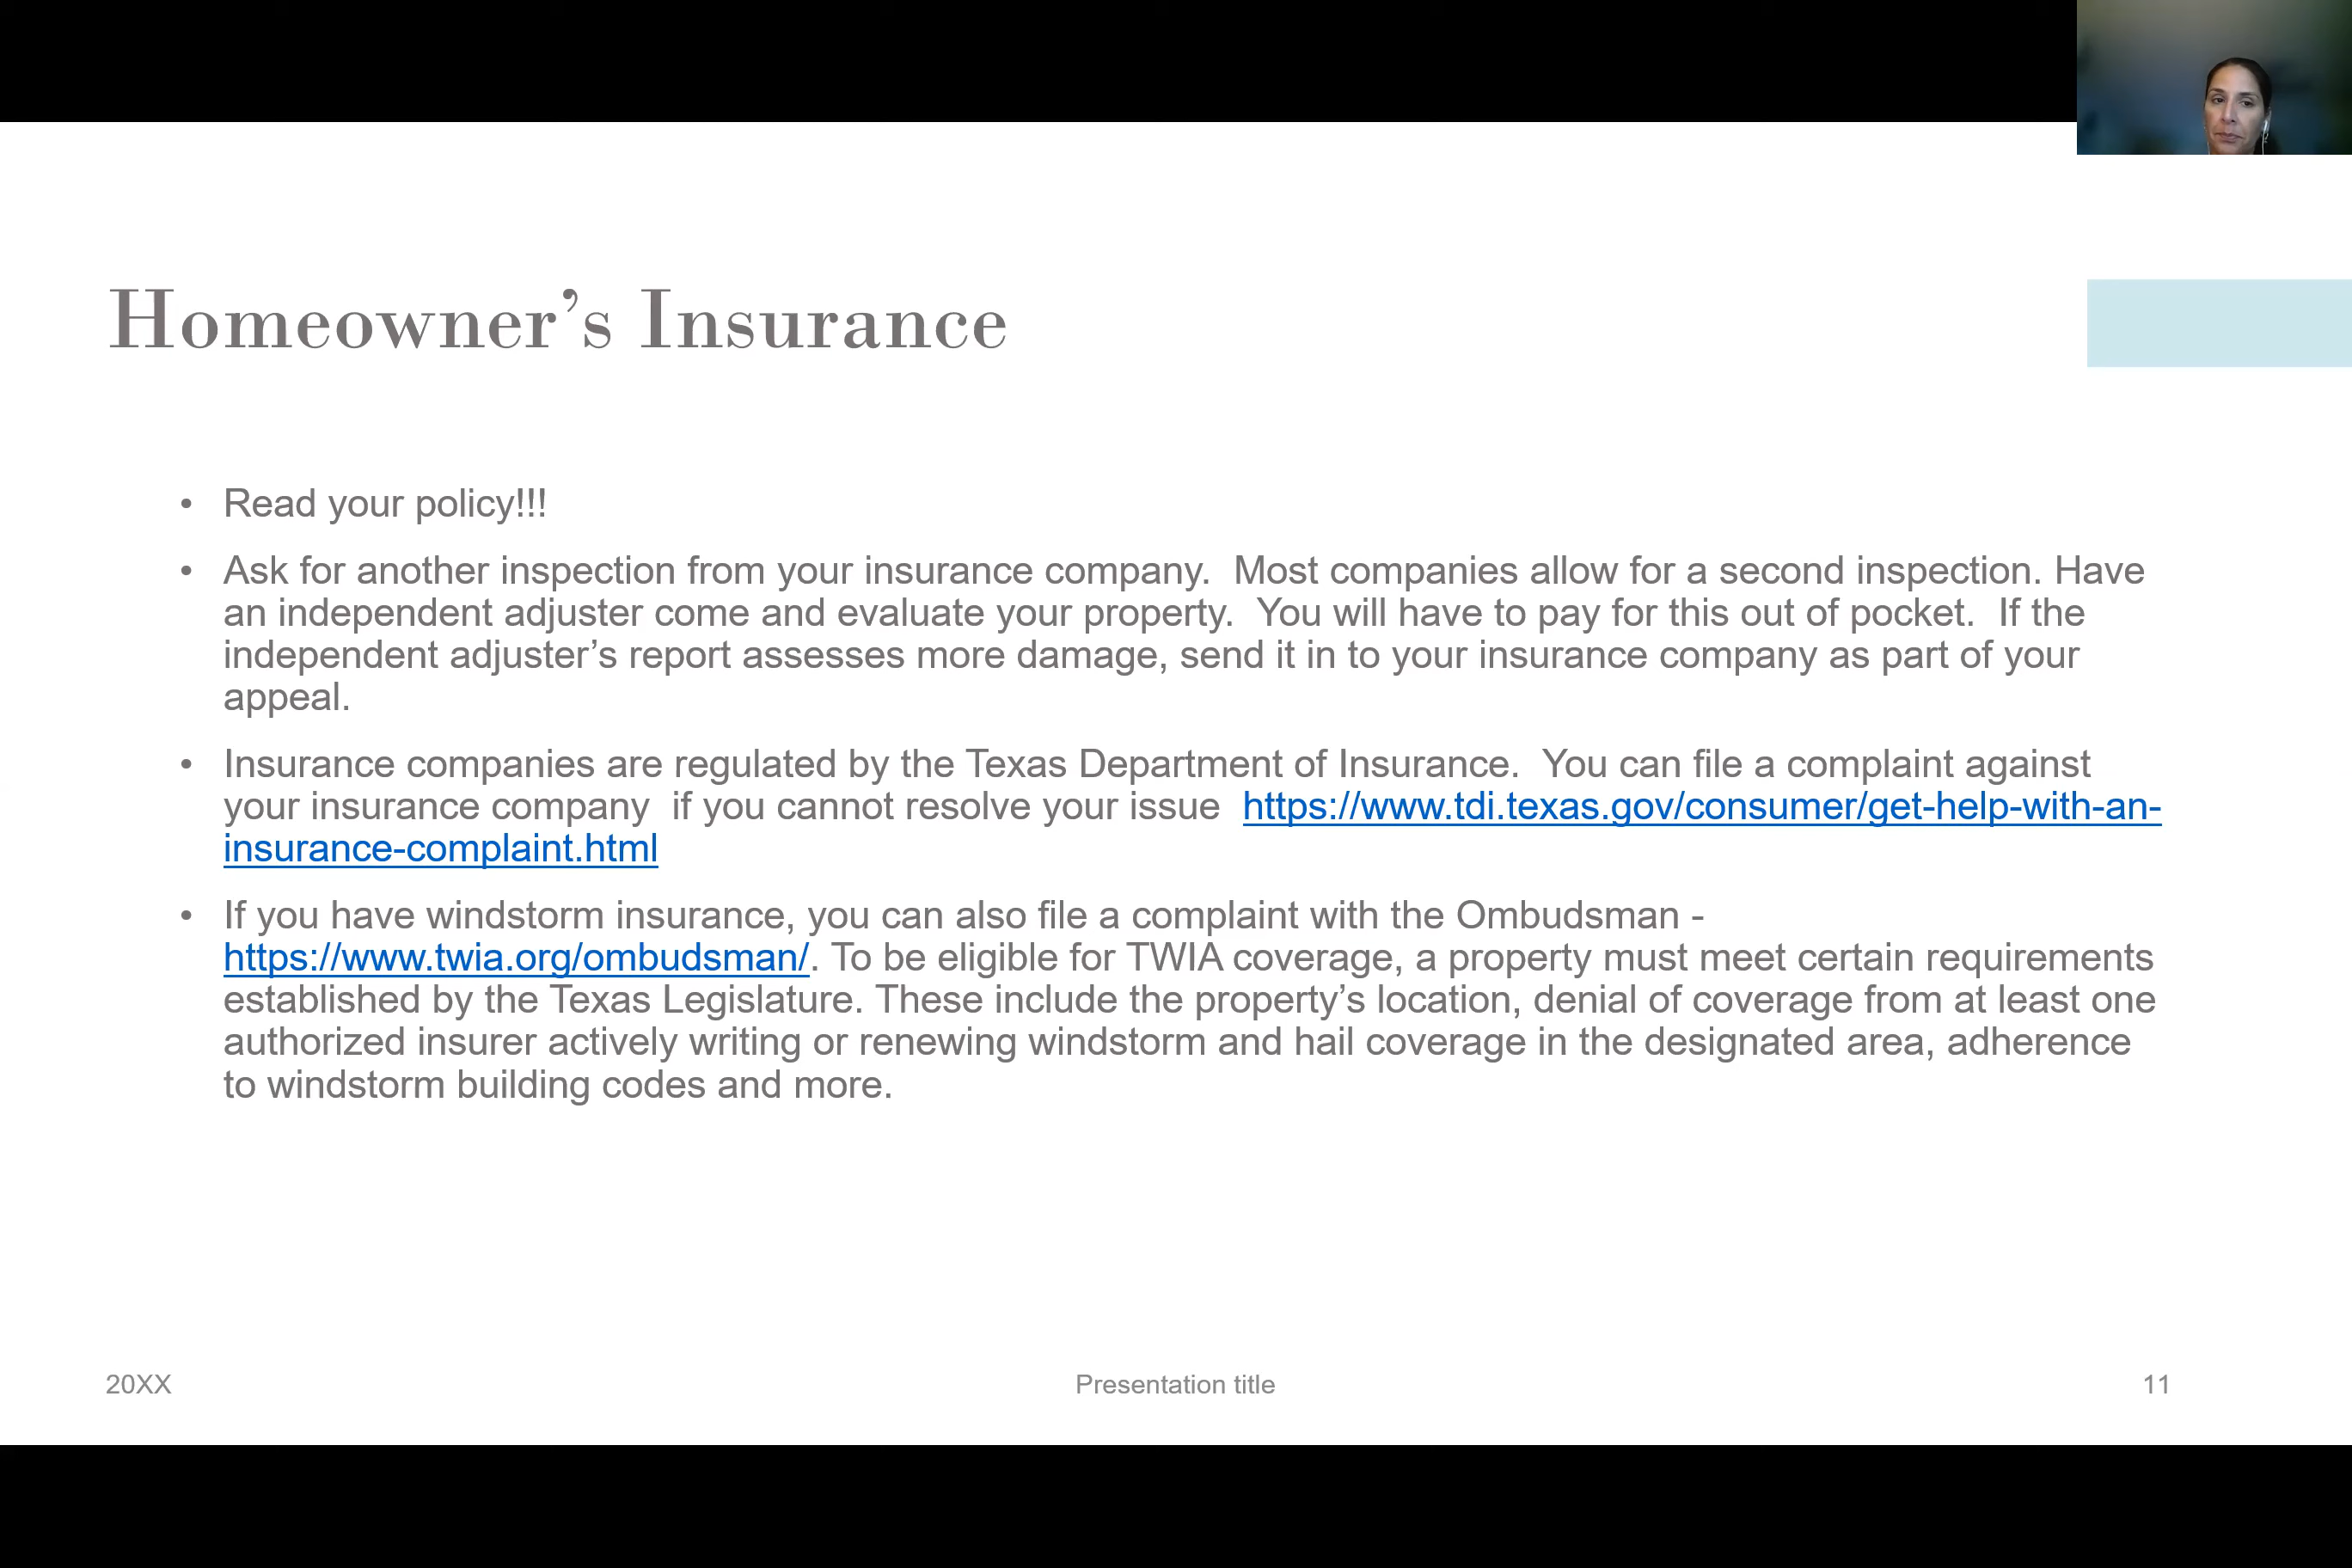 Homeowner’s Insurance
• Read your policy!!!
• Ask for another inspection from your insurance company.  Most companies allow for a second inspection. Have
an independent adjuster come and evaluate your property.  You will have to pay for this out of pocket.  If the
independent adjuster’s report assesses more damage, send it in to your insurance company as part of your
appeal.
• Insurance companies are regulated by the Texas Department of Insurance.  You can file a complaint against
your insurance company  if you cannot resolve your issue  https://www.tdi.texas.gov/consumer/get-help-with-an-
insurance-complaint.html
• If you have windstorm insurance, you can also file a complaint with the Ombudsman -
https://www.twia.org/ombudsman/. To be eligible for TWIA coverage, a property must meet certain requirements
established by the Texas Legislature. These include the property’s location, denial of coverage from at least one
authorized insurer actively writing or renewing windstorm and hail coverage in the designated area, adherence
to windstorm building codes and more.
20XX
Presentation title
11